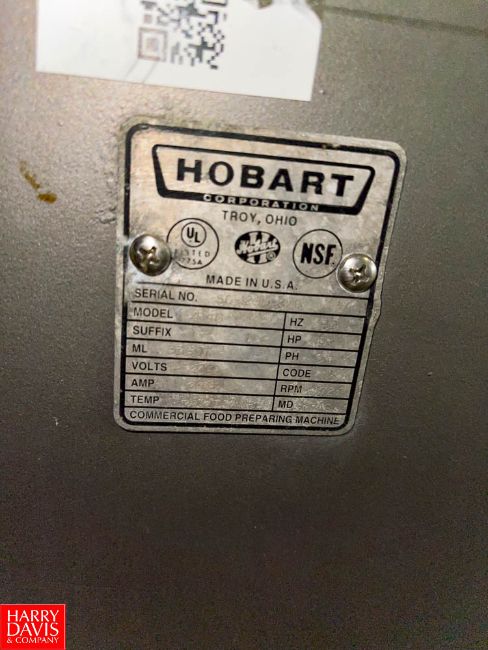 HOBART
CORPORATION
TROY, OHIO
UL
LISTED
Hobart
NSF
MADE IN U.S.A.
SERIAL NO.
MODEL HZ
SUFFIX HP
ML PH
VOLTS CODE
AMP RPM
TEMP MD
COMMERCIAL FOOD PREPARING MACHINE
HARRY
DAVIS
& COMPANY